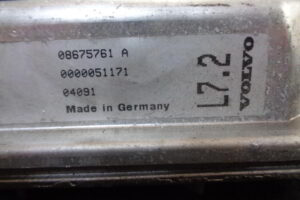 08675761 A
0000051171
04091
Made in Germany
L7.2
VOLVO